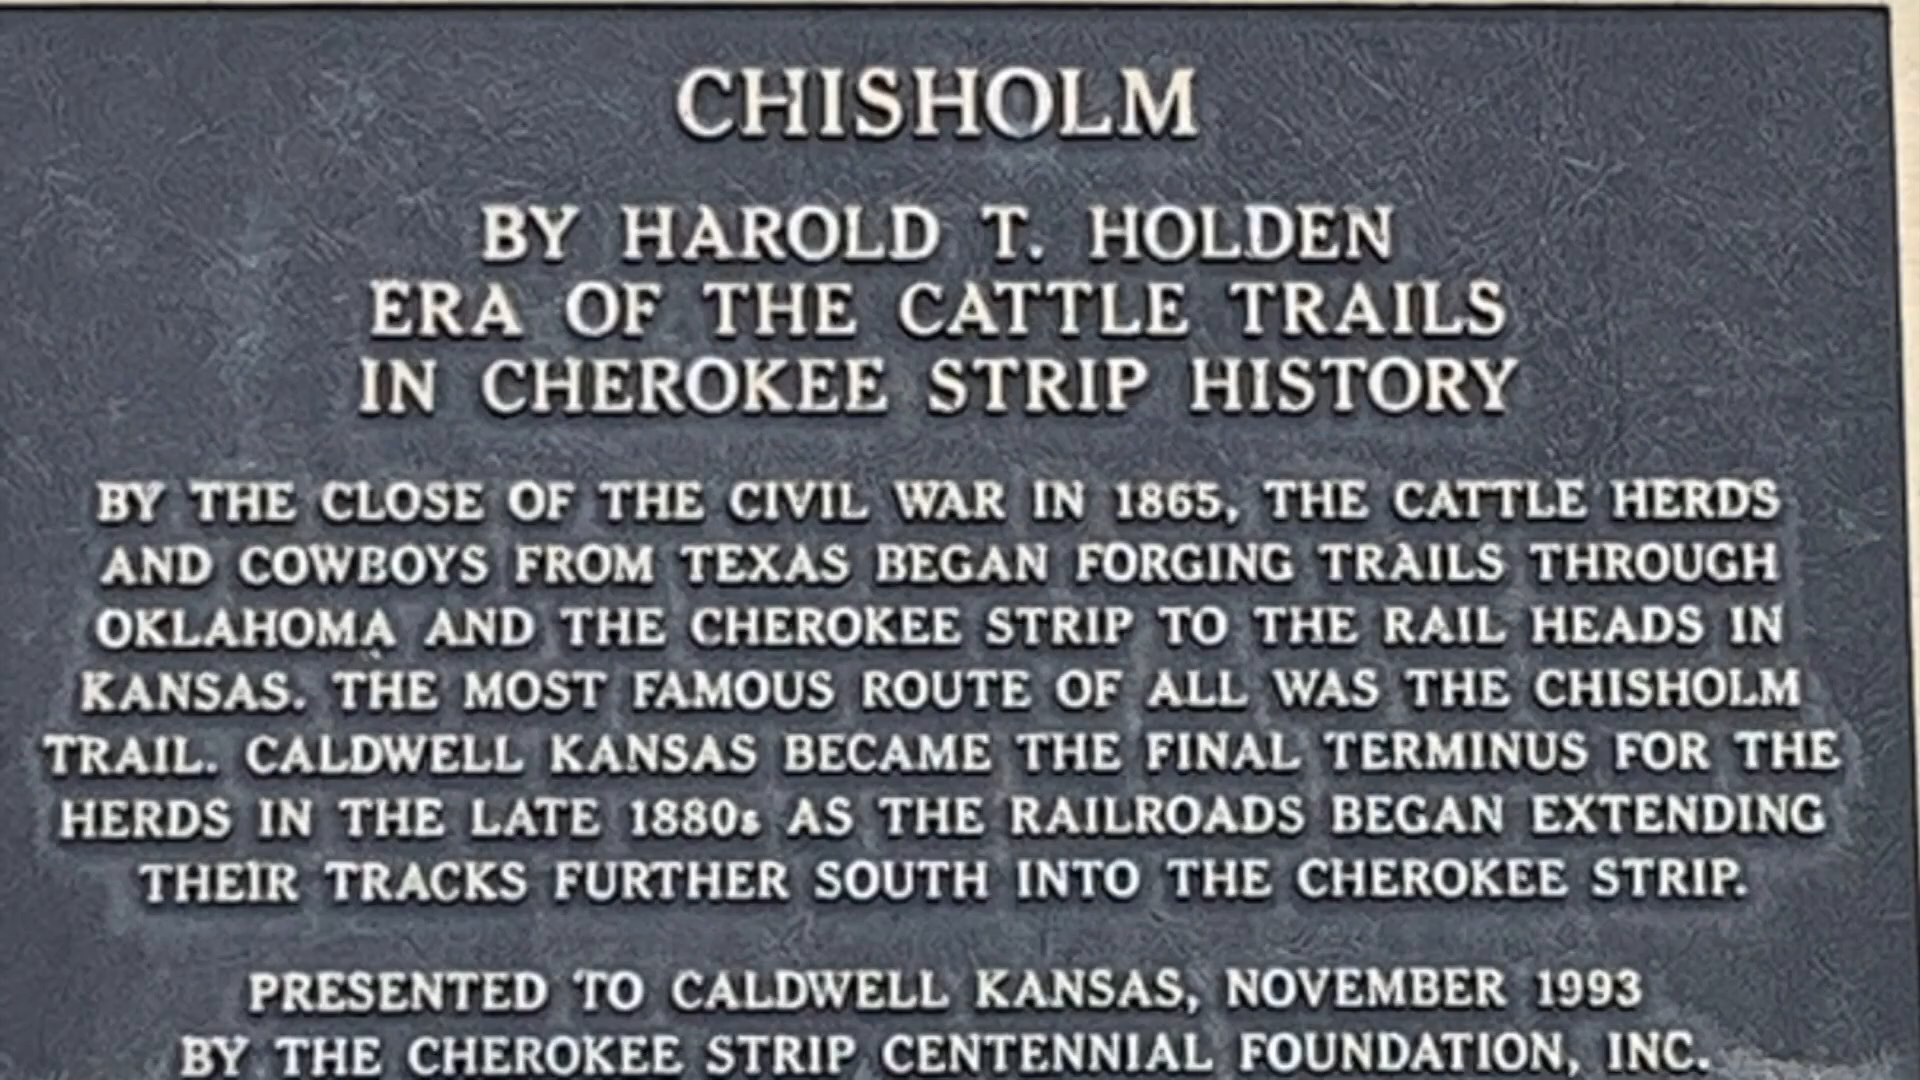 CHISHOLM
BY HAROLD T. HOLDEN
ERA OF THE CATTLE TRAILS
IN CHEROKEE STRIP HISTORY
BY THE CLOSE OF THE CIVIL WAR IN 1865, THE CATTLE HERDS
AND COWBOYS FROM TEXAS BEGAN FORGING TRAILS THROUGH
OKLAHOMA AND THE CHEROKEE STRIP TO THE RAIL HEADS IN
KANSAS. THE MOST FAMOUS ROUTE OF ALL WAS THE CHISHOLM
TRAIL. CALDWELL KANSAS BECAME THE FINAL TERMINUS FOR THE
HERDS IN THE LATE 1880s AS THE RAILROADS BEGAN EXTENDING
THEIR TRACKS FURTHER SOUTH INTO THE CHEROKEE STRIP.
PRESENTED TO CALDWELL KANSAS, NOVEMBER 1993
BY THE CHEROKEE STRIP CENTENNIAL FOUNDATION, INC.